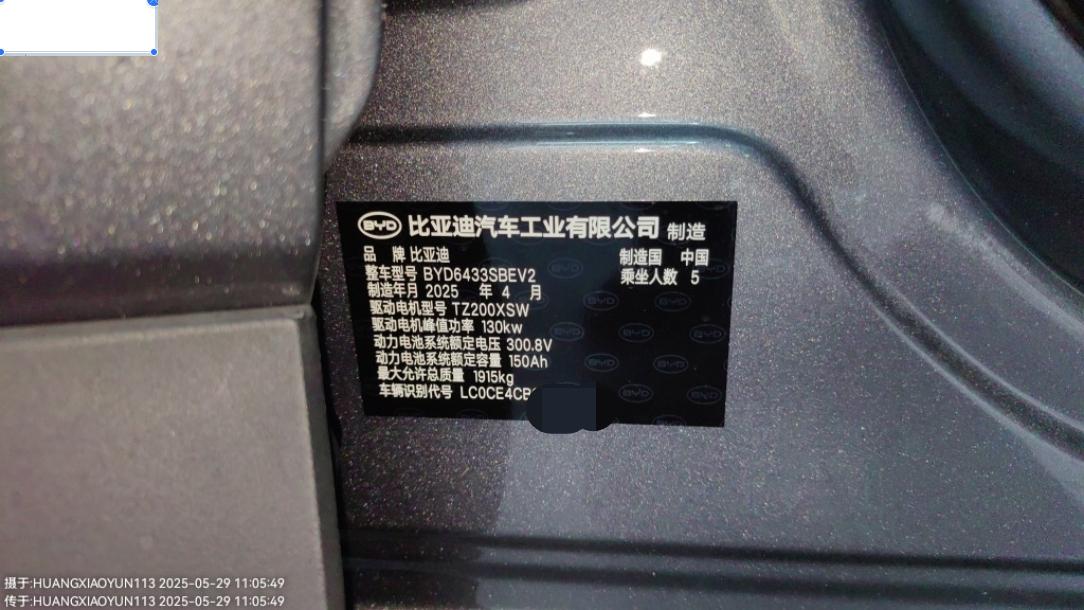 BYD 比亚迪汽车工业有限公司 制造
品 牌 比亚迪 制造国 中国
整车型号 BYD6433SBEV2 乘坐人数 5
制造年月 2025 年 4 月
驱动电机型号 TZ200XSW
驱动电机峰值功率 130kw
动力电池系统额定电压 300.8V
动力电池系统额定容量 150Ah
最大允许总质量 1915kg
车辆识别代号 LC0CE4CB
摄于:HUANGXIAOYUN113 2025-05-29 11:05:49
传于:HUANGXIAOYUN113 2025-05-29 11:05:49